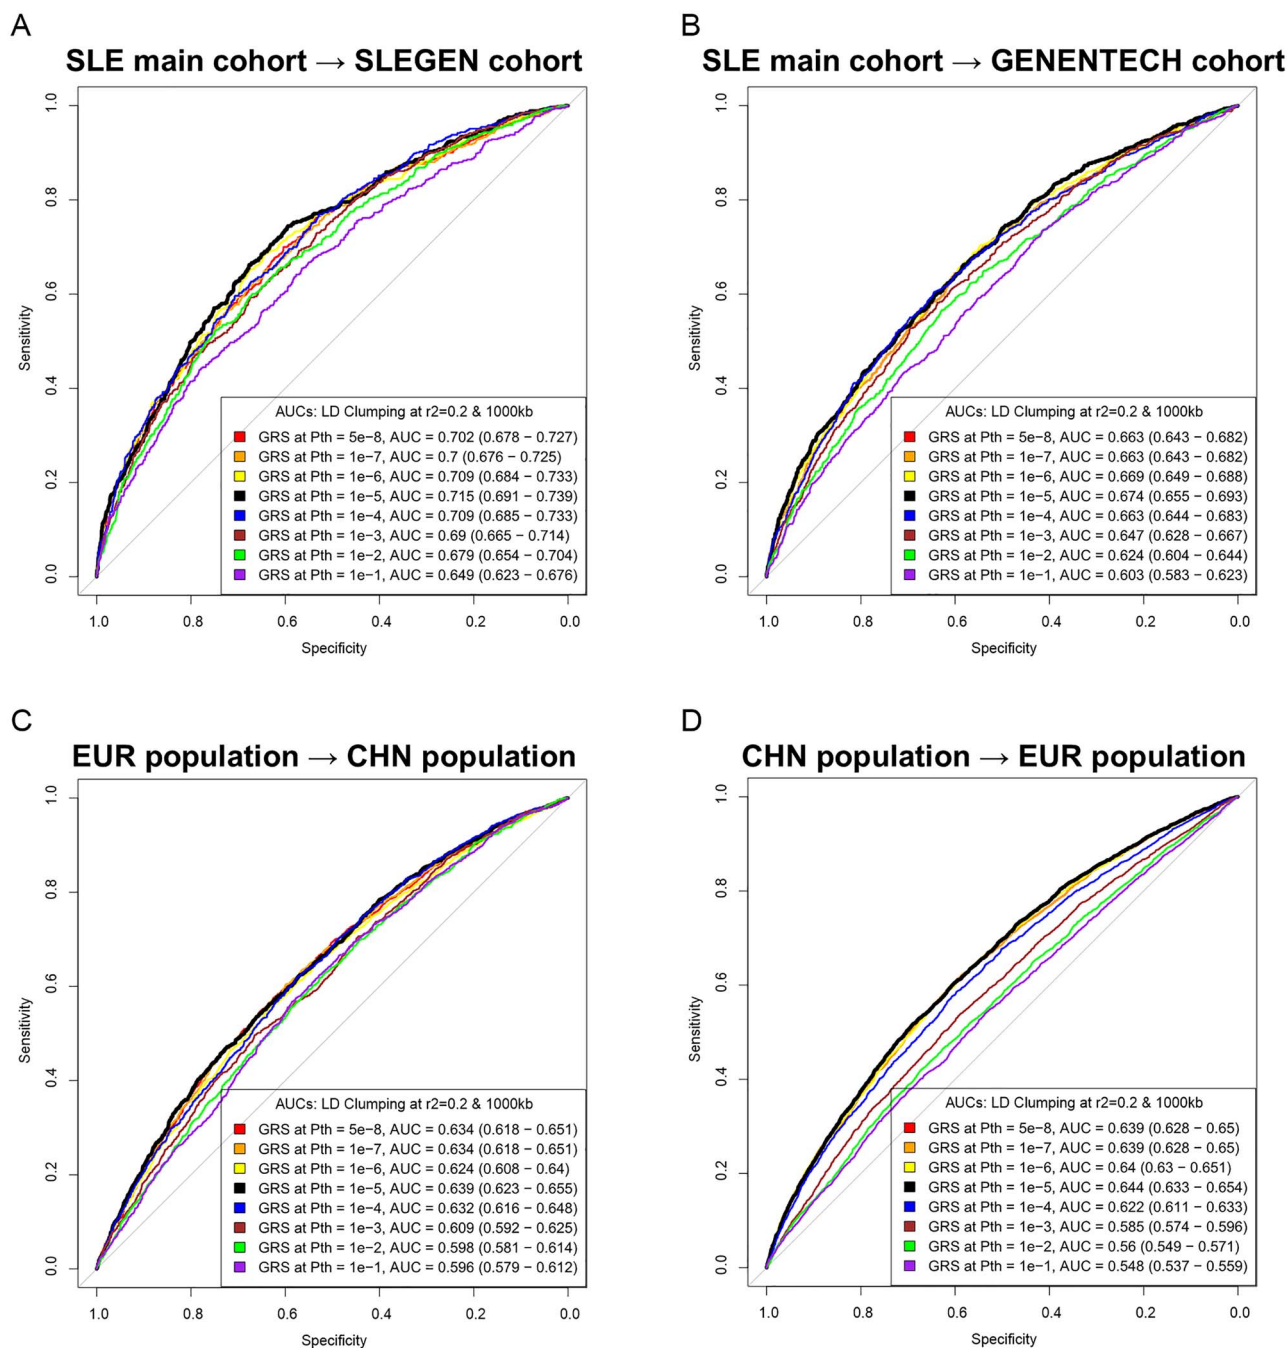 A
SLE main cohort → SLEGEN cohort
1.0
0.8
0.6
0.4
0.2
0.0
Sensitivity
AUCs: LD Clumping at r2=0.2 & 1000kb
GRS at Pth = 5e-8, AUC = 0.702 (0.678 − 0.727)
GRS at Pth = 1e-7, AUC = 0.7 (0.676 − 0.725)
GRS at Pth = 1e-6, AUC = 0.709 (0.684 − 0.733)
GRS at Pth = 1e-5, AUC = 0.715 (0.691 − 0.739)
GRS at Pth = 1e-4, AUC = 0.709 (0.685 − 0.733)
GRS at Pth = 1e-3, AUC = 0.69 (0.665 − 0.714)
GRS at Pth = 1e-2, AUC = 0.679 (0.654 − 0.704)
GRS at Pth = 1e-1, AUC = 0.649 (0.623 − 0.676)
1.0 0.8 0.6 0.4 0.2 0.0
Specificity
B
SLE main cohort → GENENTECH cohort
1.0
0.8
0.6
0.4
0.2
0.0
Sensitivity
AUCs: LD Clumping at r2=0.2 & 1000kb
GRS at Pth = 5e-8, AUC = 0.663 (0.643 − 0.682)
GRS at Pth = 1e-7, AUC = 0.663 (0.643 − 0.682)
GRS at Pth = 1e-6, AUC = 0.669 (0.649 − 0.688)
GRS at Pth = 1e-5, AUC = 0.674 (0.655 − 0.693)
GRS at Pth = 1e-4, AUC = 0.663 (0.644 − 0.683)
GRS at Pth = 1e-3, AUC = 0.647 (0.628 − 0.667)
GRS at Pth = 1e-2, AUC = 0.624 (0.604 − 0.644)
GRS at Pth = 1e-1, AUC = 0.603 (0.583 − 0.623)
1.0 0.8 0.6 0.4 0.2 0.0
Specificity
C
EUR population → CHN population
1.0
0.8
0.6
0.4
0.2
0.0
Sensitivity
AUCs: LD Clumping at r2=0.2 & 1000kb
GRS at Pth = 5e-8, AUC = 0.634 (0.618 − 0.651)
GRS at Pth = 1e-7, AUC = 0.634 (0.618 − 0.651)
GRS at Pth = 1e-6, AUC = 0.624 (0.608 − 0.64)
GRS at Pth = 1e-5, AUC = 0.639 (0.623 − 0.655)
GRS at Pth = 1e-4, AUC = 0.632 (0.616 − 0.648)
GRS at Pth = 1e-3, AUC = 0.609 (0.592 − 0.625)
GRS at Pth = 1e-2, AUC = 0.598 (0.581 − 0.614)
GRS at Pth = 1e-1, AUC = 0.596 (0.579 − 0.612)
1.0 0.8 0.6 0.4 0.2 0.0
Specificity
D
CHN population → EUR population
1.0
0.8
0.6
0.4
0.2
0.0
Sensitivity
AUCs: LD Clumping at r2=0.2 & 1000kb
GRS at Pth = 5e-8, AUC = 0.639 (0.628 − 0.65)
GRS at Pth = 1e-7, AUC = 0.639 (0.628 − 0.65)
GRS at Pth = 1e-6, AUC = 0.64 (0.63 − 0.651)
GRS at Pth = 1e-5, AUC = 0.644 (0.633 − 0.654)
GRS at Pth = 1e-4, AUC = 0.622 (0.611 − 0.633)
GRS at Pth = 1e-3, AUC = 0.585 (0.574 − 0.596)
GRS at Pth = 1e-2, AUC = 0.56 (0.549 − 0.571)
GRS at Pth = 1e-1, AUC = 0.548 (0.537 − 0.559)
1.0 0.8 0.6 0.4 0.2 0.0
Specificity